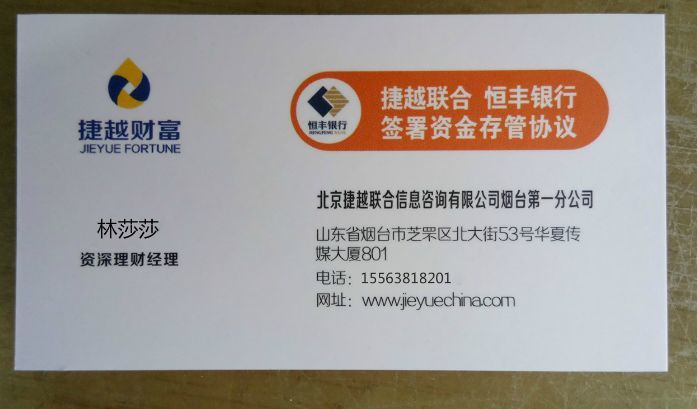 捷越财富
JIEYUE FORTUNE
恒丰银行
HENGFENG BANK
捷越联合 恒丰银行
签署资金存管协议
林莎莎
资深理财经理
北京捷越联合信息咨询有限公司烟台第一分公司
山东省烟台市芝罘区北大街53号华夏传
媒大厦801
电话：15563818201
网址：www.jieyuechina.com